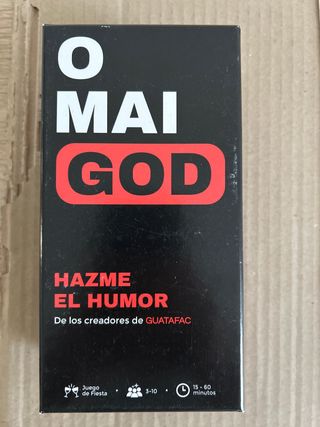 O
MAI
GOD
HAZME
EL HUMOR
De los creadores de GUATAFAC
Juego
de Fiesta
3-10
15 - 60
minutos